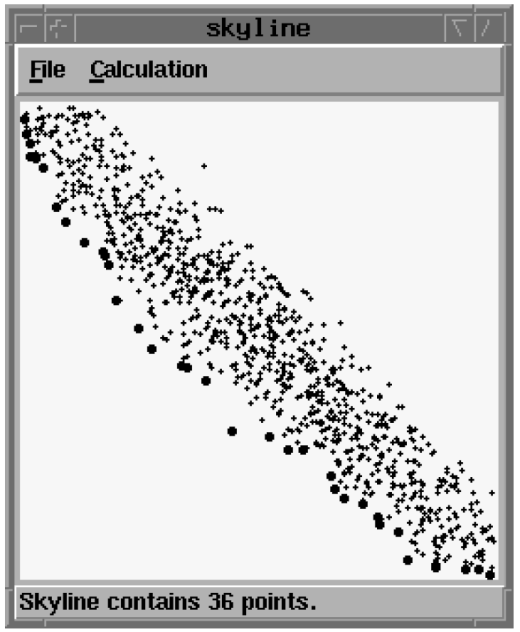 skyline
File Calculation
Skyline contains 36 points.